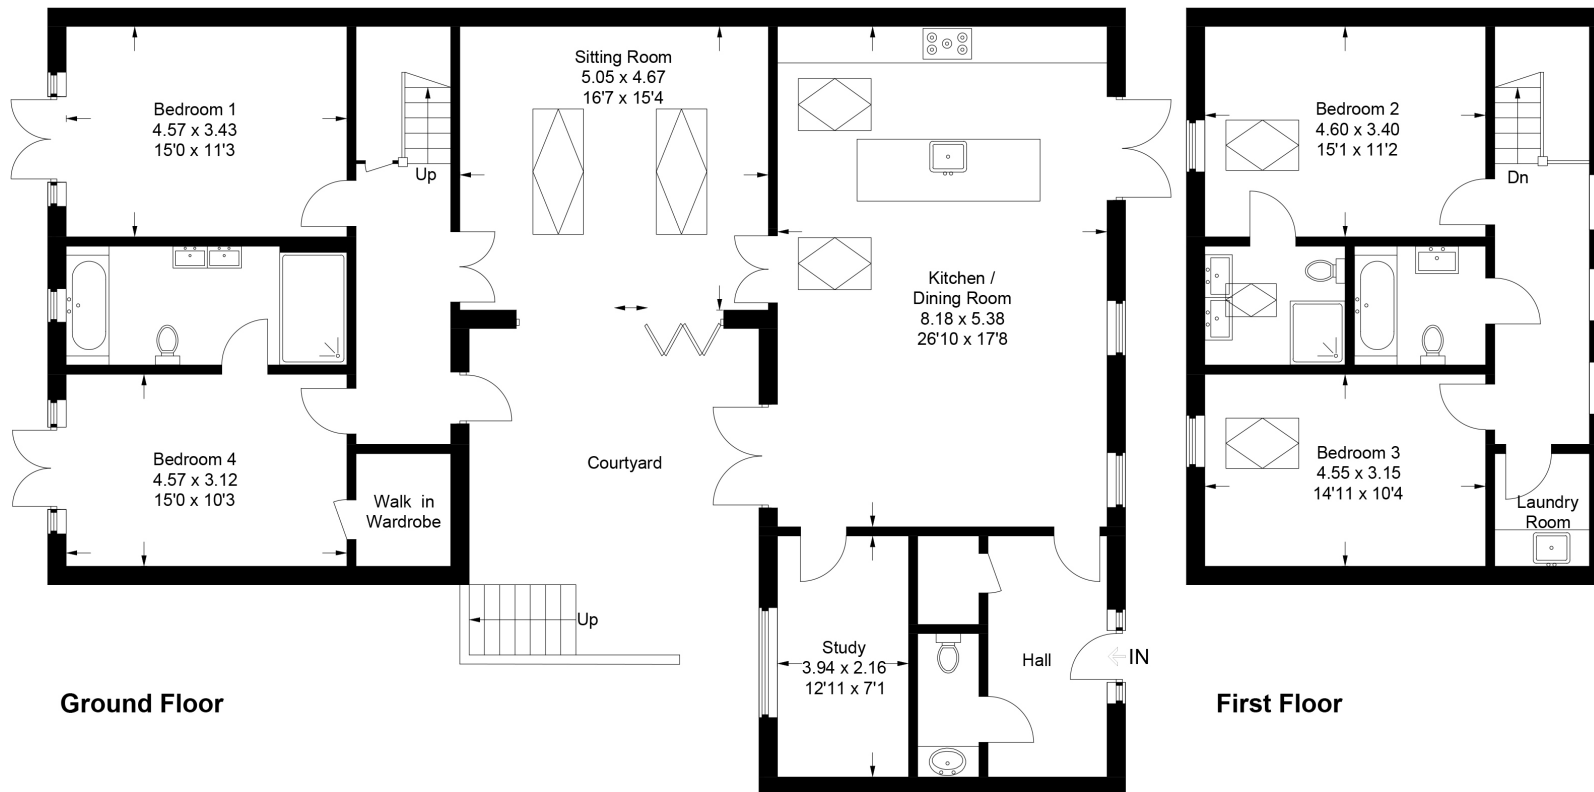 Sitting Room
5.05 x 4.67
16'7 x 15'4
Bedroom 1
4.57 x 3.43
15'0 x 11'3
Up
Kitchen /
Dining Room
8.18 x 5.38
26'10 x 17'8
Courtyard
Bedroom 4
4.57 x 3.12
15'0 x 10'3
Walk in
Wardrobe
Up
Study
3.94 x 2.16
12'11 x 7'1
Hall
IN
Ground Floor
Bedroom 2
4.60 x 3.40
15'1 x 11'2
Dn
Bedroom 3
4.55 x 3.15
14'11 x 10'4
Laundry
Room
First Floor